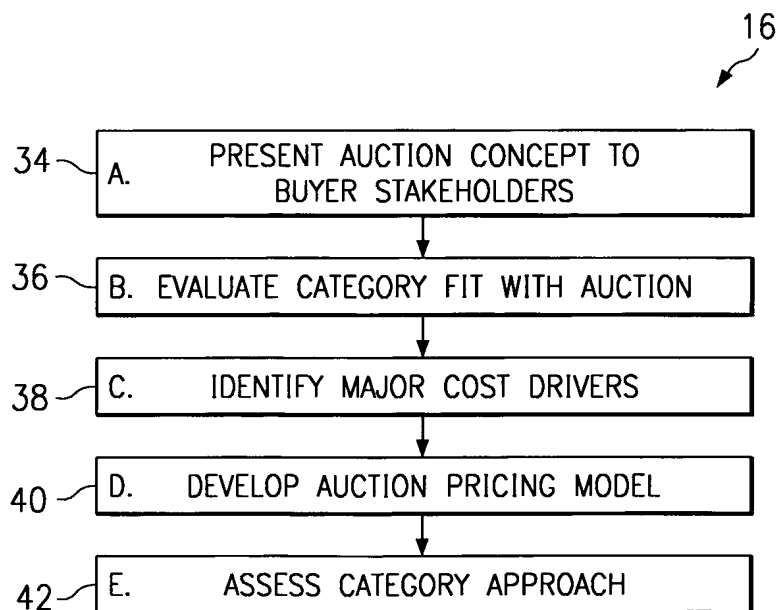 16
34
A. PRESENT AUCTION CONCEPT TO
BUYER STAKEHOLDERS
36
B. EVALUATE CATEGORY FIT WITH AUCTION
38
C. IDENTIFY MAJOR COST DRIVERS
40
D. DEVELOP AUCTION PRICING MODEL
42
E. ASSESS CATEGORY APPROACH